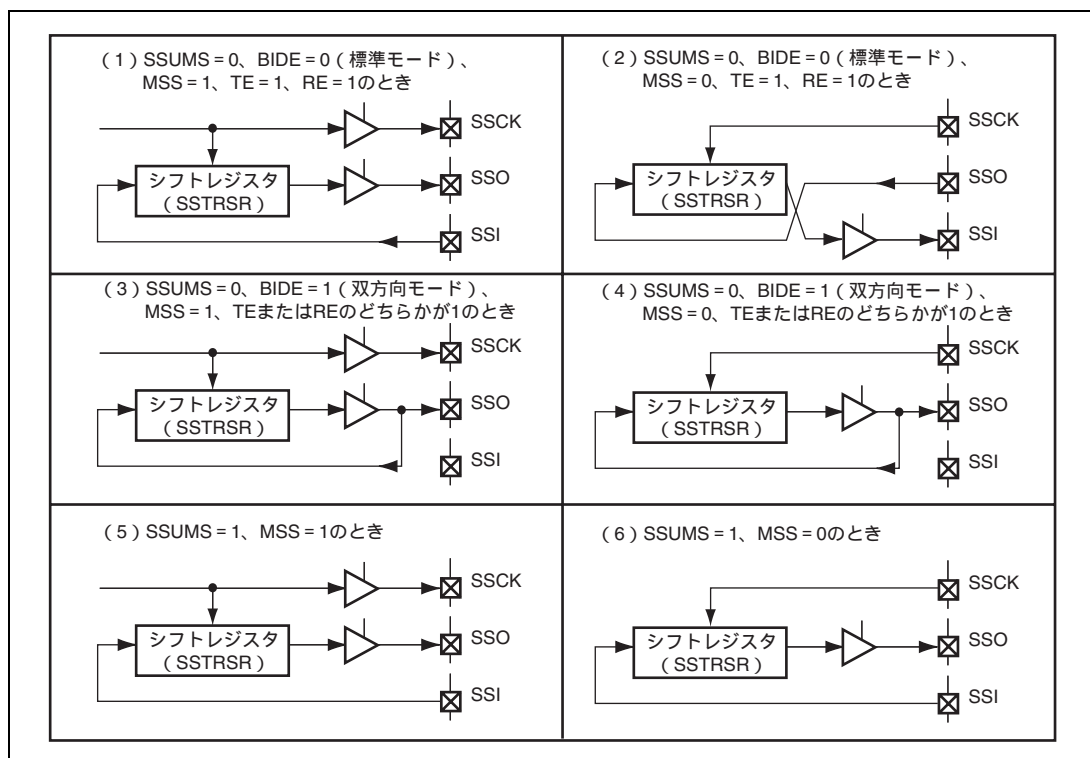 （1）SSUMS = 0、BIDE = 0（標準モード）、
MSS = 1、TE = 1、RE = 1のとき
SSCK
シフトレジスタ
（SSTRSR）
SSO
SSI
（2）SSUMS = 0、BIDE = 0（標準モード）、
MSS = 0、TE = 1、RE = 1のとき
SSCK
シフトレジスタ
（SSTRSR）
SSO
SSI
（3）SSUMS = 0、BIDE = 1（双方向モード）、
MSS = 1、TEまたはREのどちらかが1のとき
SSCK
シフトレジスタ
（SSTRSR）
SSO
SSI
（4）SSUMS = 0、BIDE = 1（双方向モード）、
MSS = 0、TEまたはREのどちらかが1のとき
SSCK
シフトレジスタ
（SSTRSR）
SSO
SSI
（5）SSUMS = 1、MSS = 1のとき
SSCK
シフトレジスタ
（SSTRSR）
SSO
SSI
（6）SSUMS = 1、MSS = 0のとき
SSCK
シフトレジスタ
（SSTRSR）
SSO
SSI